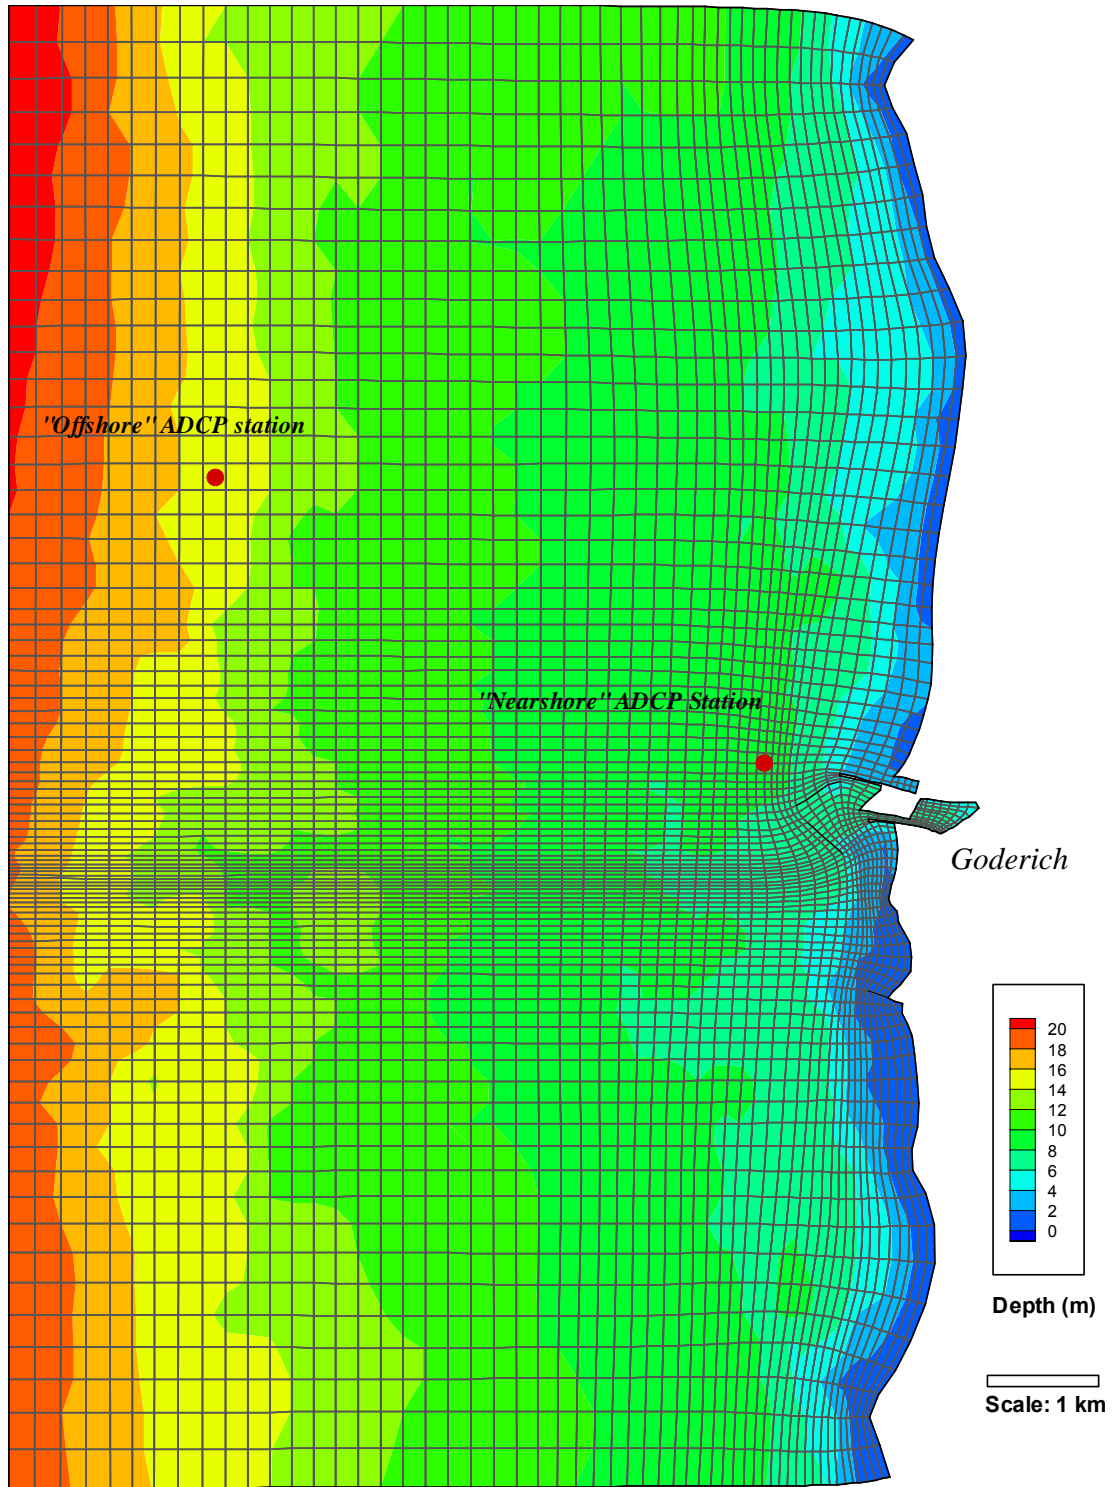 "Offshore" ADCP station
"Nearshore" ADCP Station
Goderich
20
18
16
14
12
10
8
6
4
2
0
Depth (m)
Scale: 1 km